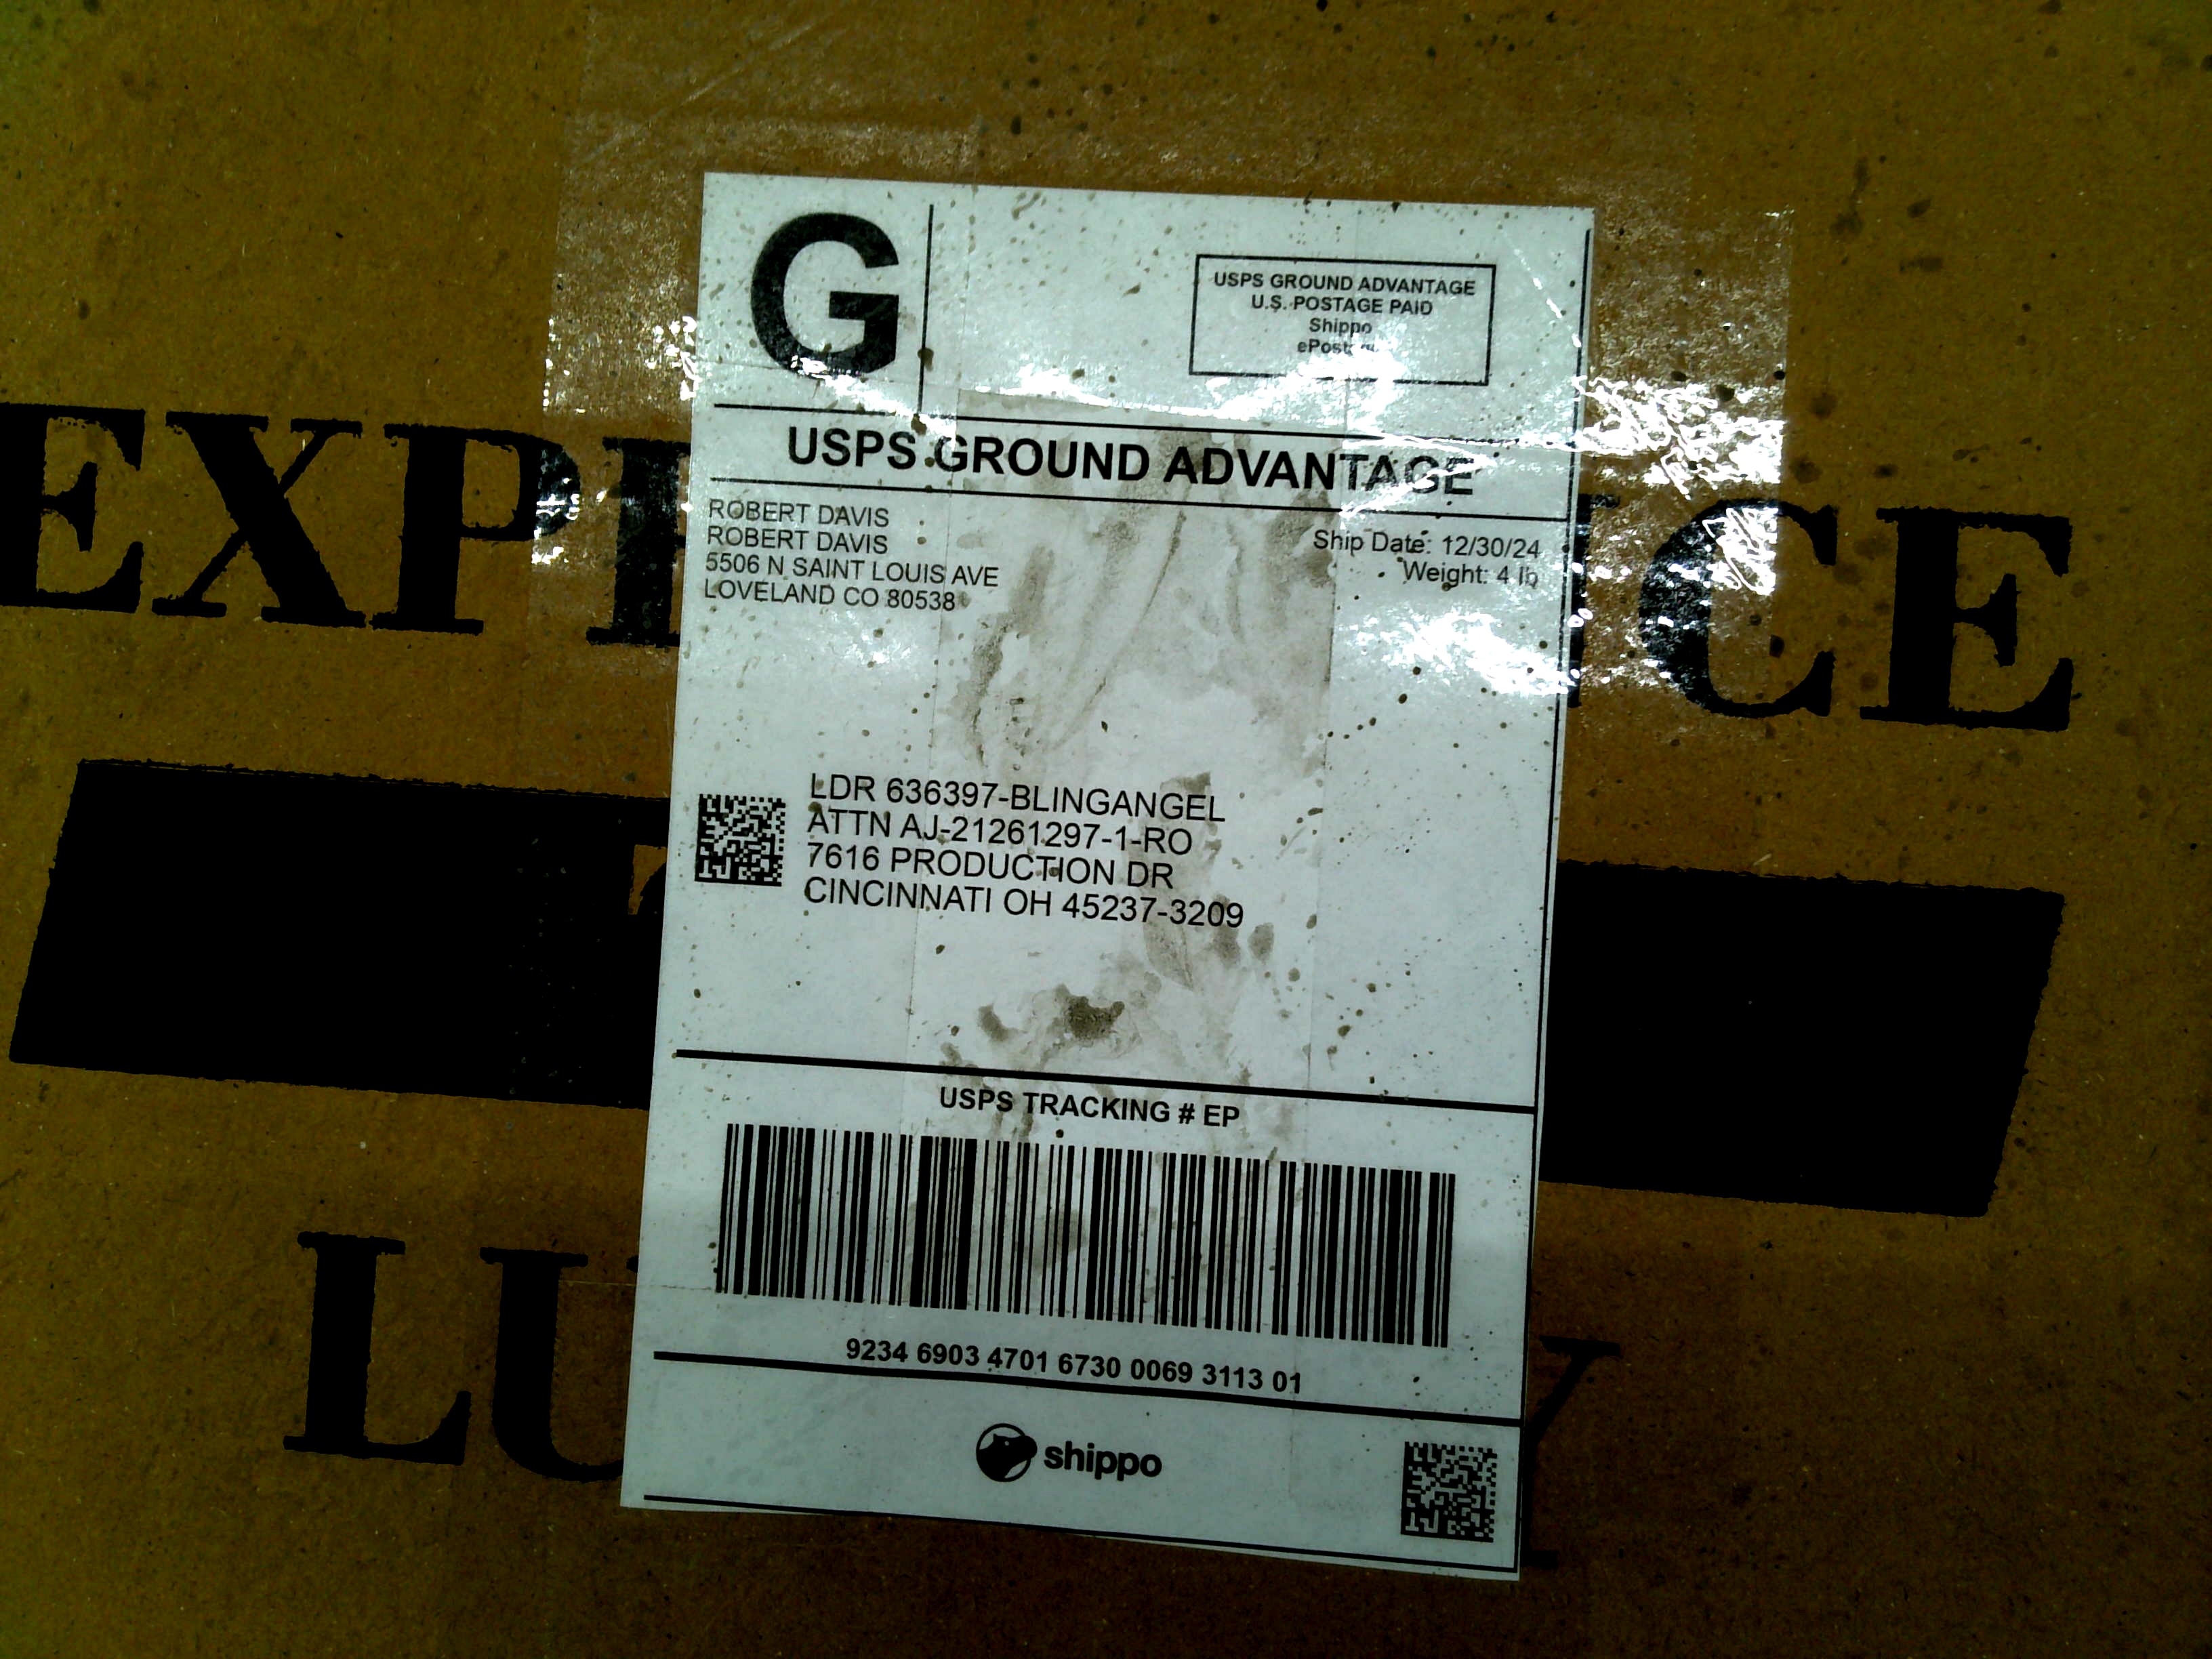 G
USPS GROUND ADVANTAGE
U.S. POSTAGE PAID
Shippo
USPS GROUND ADVANTAGE
ROBERT DAVIS
ROBERT DAVIS
5506 N SAINT LOUIS AVE
LOVELAND CO 80538
Ship Date: 12/30/24
Weight: 4 lb
LDR 636397-BLINGANGEL
ATTN AJ-21261297-1-RO
7616 PRODUCTION DR
CINCINNATI OH 45237-3209
USPS TRACKING # EP
9234 6903 4701 6730 0069 3113 01
shippo